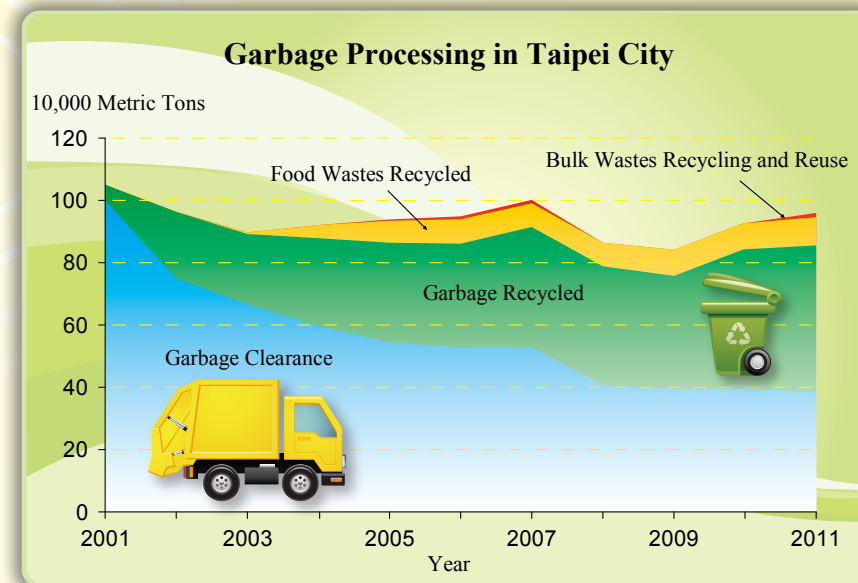 Garbage Processing in Taipei City
10,000 Metric Tons
120
100
80
60
40
20
0
Food Wastes Recycled
Bulk Wastes Recycling and Reuse
Garbage Recycled
Garbage Clearance
2001 2003 2005 2007 2009 2011
Year